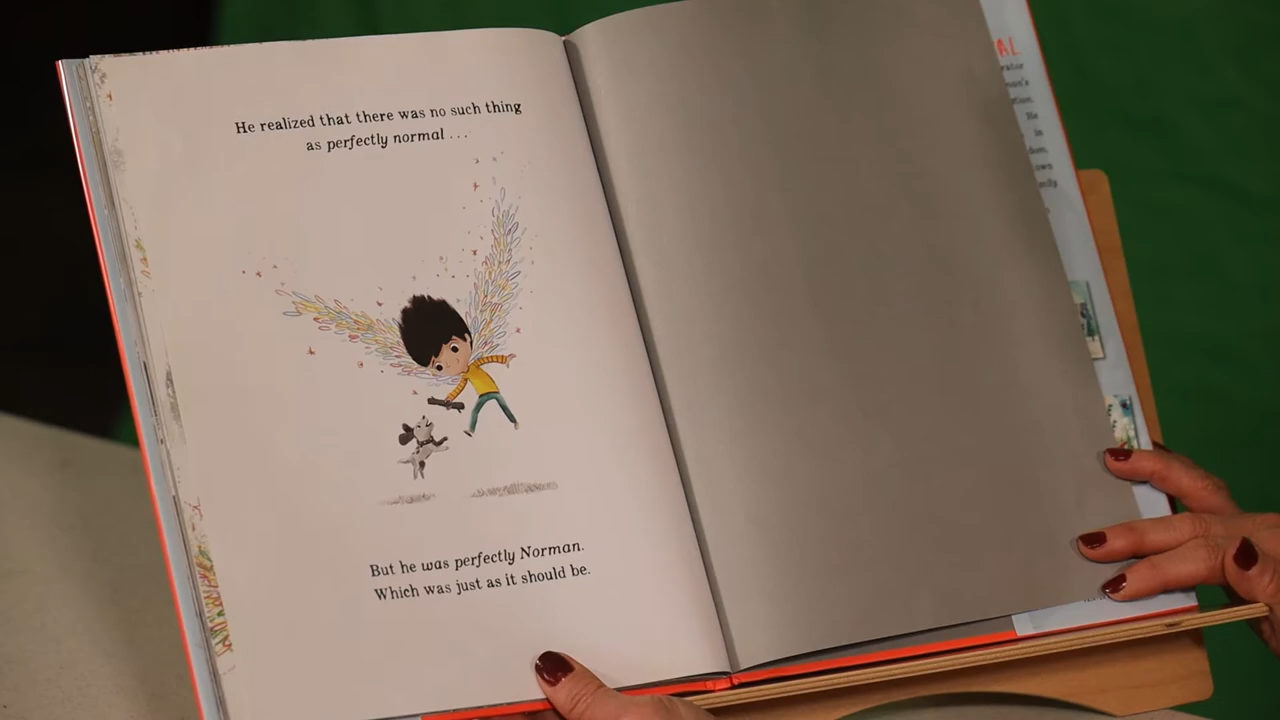 He realized that there was no such thing
as perfectly normal ...
But he was perfectly Norman.
Which was just as it should be.
AL